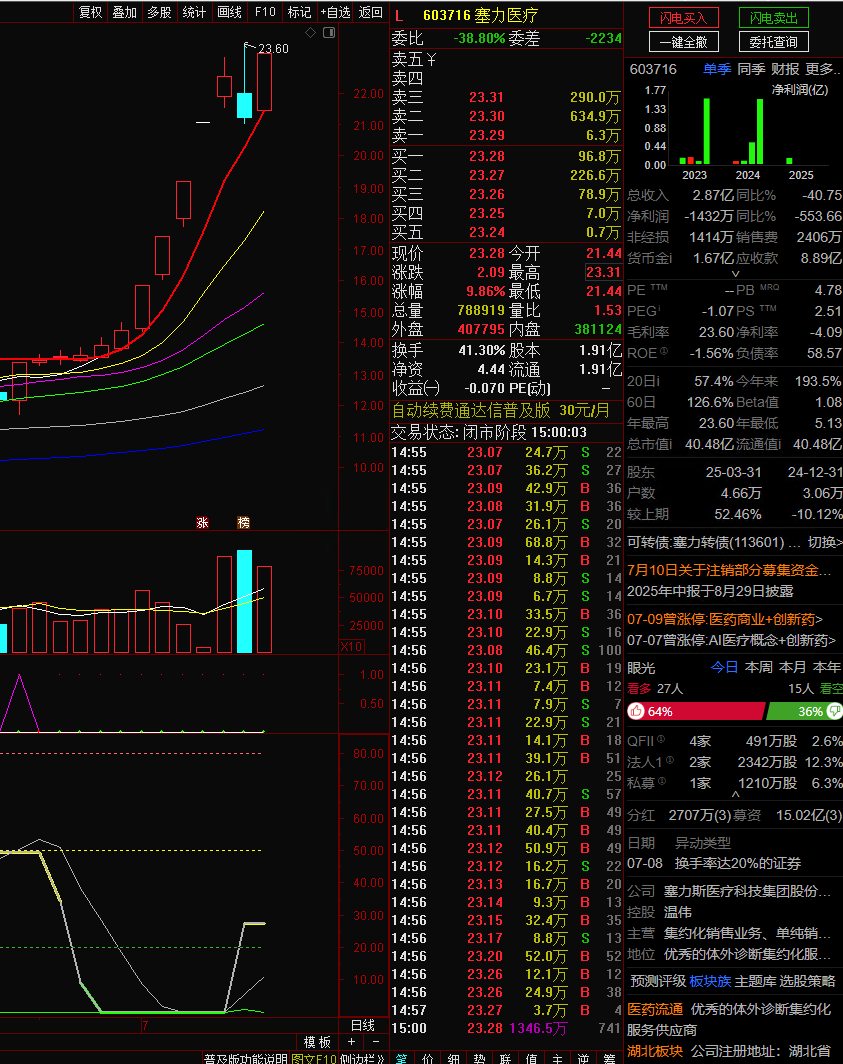 复权 叠加 多股 统计 画线 F10 标记 +自选 返回
23.60
22.00
21.00
20.00
19.00
18.00
17.00
16.00
15.00
14.00
13.00
12.00
11.00
10.00
涨 榜
75000
50000
25000
X10
1.00
0.50
80.00
70.00
60.00
50.00
40.00
30.00
20.00
10.00
7 日线
模板 + -
普及版功能说明 图文F10 侧边栏》
L 603716 塞力医疗
委比 -38.80% 委差 -2234
卖五 ￥
卖四
卖三 23.31 290.0万
卖二 23.30 634.9万
卖一 23.29 6.3万
买一 23.28 96.8万
买二 23.27 226.6万
买三 23.26 78.9万
买四 23.25 7.0万
买五 23.24 0.7万
现价 23.28 今开 21.44
涨跌 2.09 最高 23.31
涨幅 9.86% 最低 21.44
总量 788919 量比 1.53
外盘 407795 内盘 381124
换手 41.30% 股本 1.91亿
净资 4.44 流通 1.91亿
收益㈠ -0.070 PE(动) —
自动续费通达信普及版 30元/月
交易状态: 闭市阶段 15:00:03
14:55 23.07 24.7万 S 22
14:55 23.07 36.2万 S 27
14:55 23.09 42.9万 B 36
14:55 23.08 31.9万 B 36
14:55 23.07 26.1万 S 20
14:55 23.09 68.8万 B 32
14:55 23.09 14.3万 B 21
14:55 23.09 8.8万 S 14
14:55 23.09 6.7万 S 14
14:55 23.10 33.5万 B 36
14:55 23.10 22.9万 S 16
14:56 23.08 46.4万 S 100
14:56 23.10 23.1万 B 19
14:56 23.11 7.4万 B 12
14:56 23.11 7.9万 S 7
14:56 23.11 22.9万 S 21
14:56 23.11 14.1万 B 18
14:56 23.11 39.1万 B 51
14:56 23.12 26.1万 25
14:56 23.11 40.7万 S 57
14:56 23.11 27.5万 B 49
14:56 23.11 40.4万 B 49
14:56 23.12 50.9万 B 44
14:56 23.12 16.2万 S 22
14:56 23.13 16.7万 B 20
14:56 23.14 9.3万 B 13
14:56 23.15 32.4万 B 35
14:56 23.17 8.8万 S 13
14:56 23.20 52.0万 B 52
14:56 23.26 12.1万 B 12
14:56 23.26 24.9万 B 38
14:57 23.27 3.7万 B 4
15:00 23.28 1346.5万 741
笔 价 细 势 联 值 主 逆 筹
闪电买入 闪电卖出
一键全撤 委托查询
603716 单季 同季 财报 更多..
净利润(亿)
1.77
1.33
0.88
0.44
0.00
2023 2024 2025
总收入 2.87亿 同比% -40.75
净利润 -1432万 同比% -553.66
非经损 1414万 销售费 2406万
货币金i 1.67亿 应收款 8.89亿
PE TTM -- PB MRQ 4.78
PEG i -1.07 PS TTM 2.51
毛利率 23.60 净利率 -4.09
ROE ① -1.56% 负债率 58.57
20日i 57.4% 今年来 193.5%
60日 126.6% Beta值 1.08
年最高 23.60 年最低 5.13
总市值i 40.48亿 流通值i 40.48亿
股东 25-03-31 24-12-31
户数 4.66万 3.06万
较上期 52.46% -10.12%
可转债:塞力转债(113601) ... 切换>
7月10日关于注销部分募集资金...
2025年中报于8月29日披露
07-09曾涨停:医药商业+创新药>
07-07曾涨停:AI医疗概念+创新药>
眼光 今日 本周 本月 本年
看多 27人 15人 看空
64% 36%
QFII ① 4家 491万股 2.6%
法人1 ① 2家 2342万股 12.3%
私募 ① 1家 1210万股 6.3%
分红 2707万(3) 募资 15.02亿(3)
日期 异动类型
07-08 换手率达20%的证券
公司 塞力斯医疗科技集团股份...
控股 温伟
主营 集约化销售业务、单纯销...
地位 优秀的体外诊断集约化服...
预测评级 板块族 主题库 选股策略
医药流通 优秀的体外诊断集约化
服务供应商
湖北板块 公司注册地址：湖北省